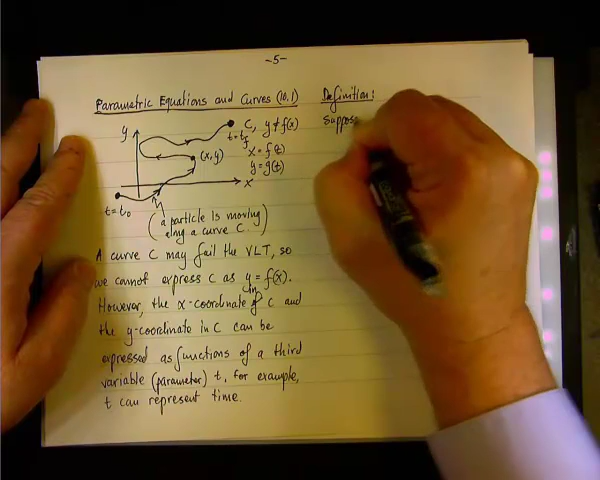 -5-
Parametric Equations and Curves (10.1)
y
C, y ≠ f(x)
t = t_f
x = f(t)
(x, y)
y = g(t)
x
t = t₀
(a particle is moving
along a curve C.)
A curve C may fail the VLT, so
we cannot express C as y = f(x).
in
However, the x-coordinate of C and
the y-coordinate in C can be
expressed as functions of a third
variable (parameter) t, for example,
t can represent time.
Definition:
Suppose